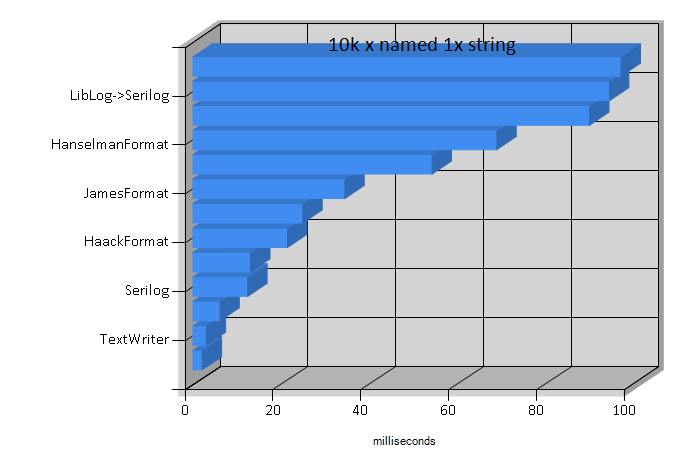 10k x named 1x string
LibLog->Serilog
HanselmanFormat
JamesFormat
HaackFormat
Serilog
TextWriter
0 20 40 60 80 100
milliseconds